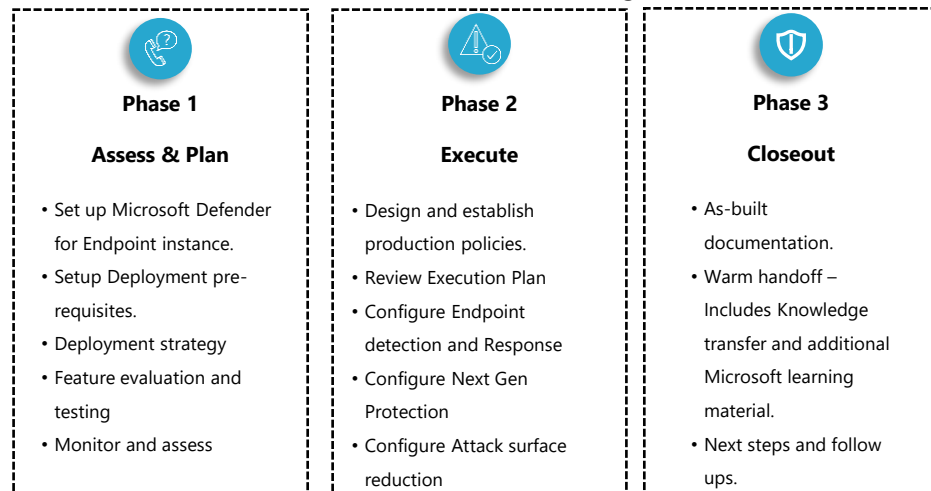 Phase 1
Assess & Plan
• Set up Microsoft Defender
for Endpoint instance.
• Setup Deployment pre-
requisites.
• Deployment strategy
• Feature evaluation and
testing
• Monitor and assess
Phase 2
Execute
• Design and establish
production policies.
• Review Execution Plan
• Configure Endpoint
detection and Response
• Configure Next Gen
Protection
• Configure Attack surface
reduction
Phase 3
Closeout
• As-built
documentation.
• Warm handoff –
Includes Knowledge
transfer and additional
Microsoft learning
material.
• Next steps and follow
ups.